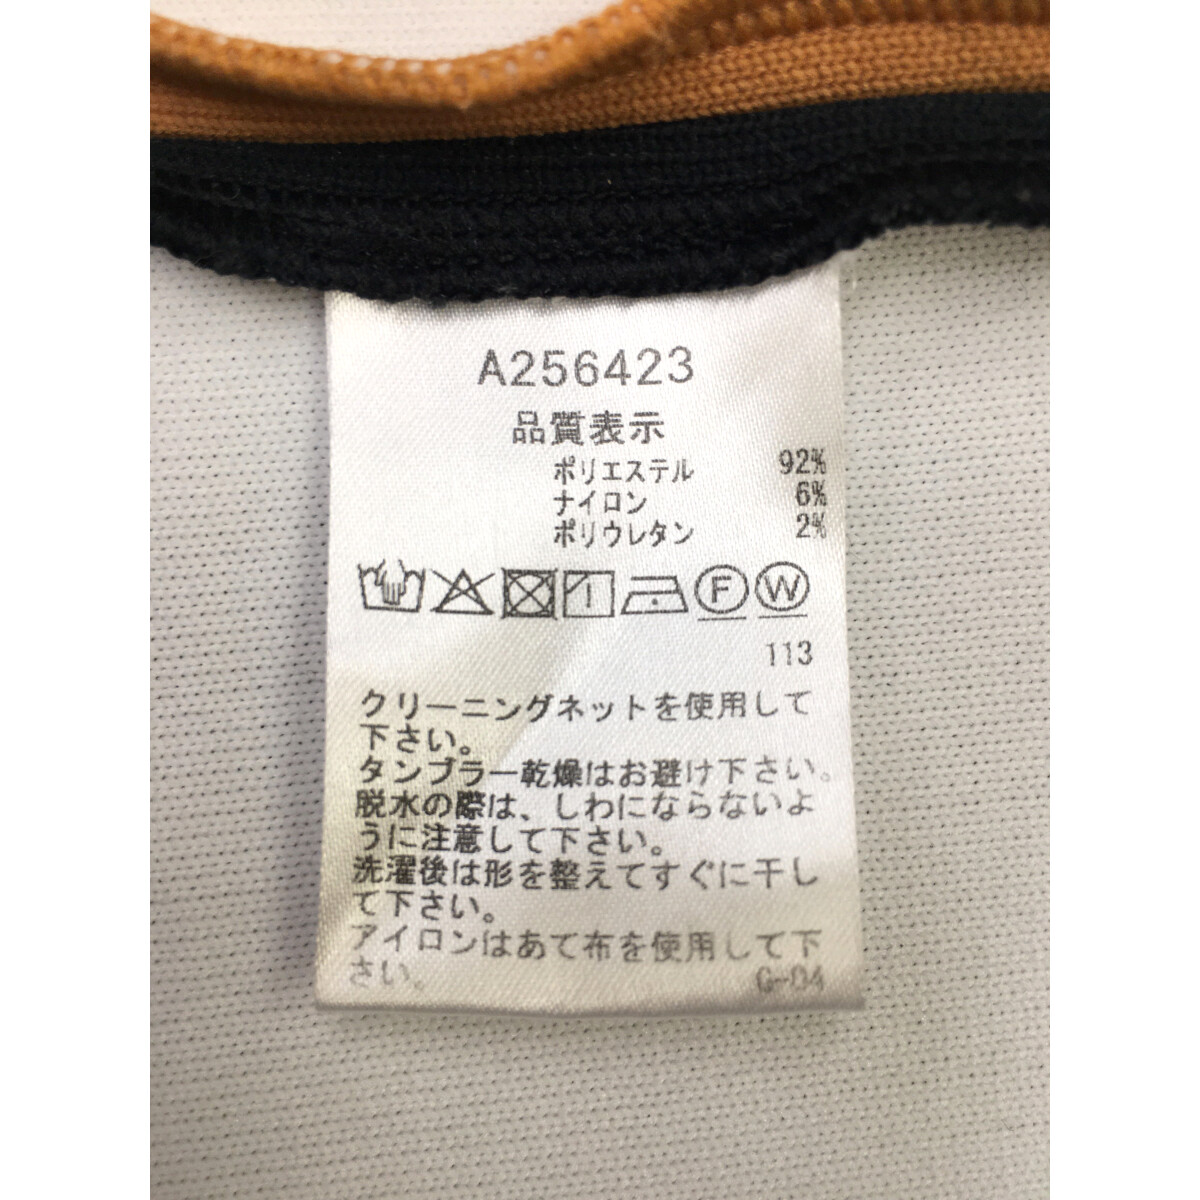 A256423
品質表示
ポリエステル 92%
ナイロン 6%
ポリウレタン 2%
F W
113
クリーニングネットを使用して
下さい。
タンブラー乾燥はお避け下さい。
脱水の際は、しわにならないよ
うに注意して下さい。
洗濯後は形を整えてすぐに干し
て下さい。
アイロンはあて布を使用して下
さい。
G-04